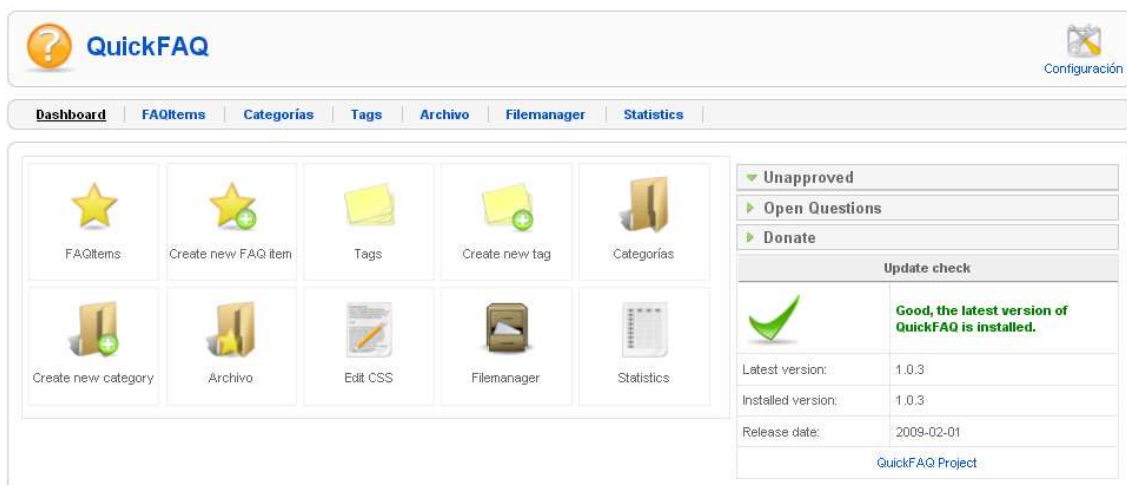 QuickFAQ
Configuración
Dashboard FAQItems Categorías Tags Archivo Filemanager Statistics
FAQItems Create new FAQ item Tags Create new tag Categorías
Create new category Archivo Edit CSS Filemanager Statistics
Unapproved
Open Questions
Donate
Update check
Good, the latest version of
QuickFAQ is installed.
Latest version: 1.0.3
Installed version: 1.0.3
Release date: 2009-02-01
QuickFAQ Project